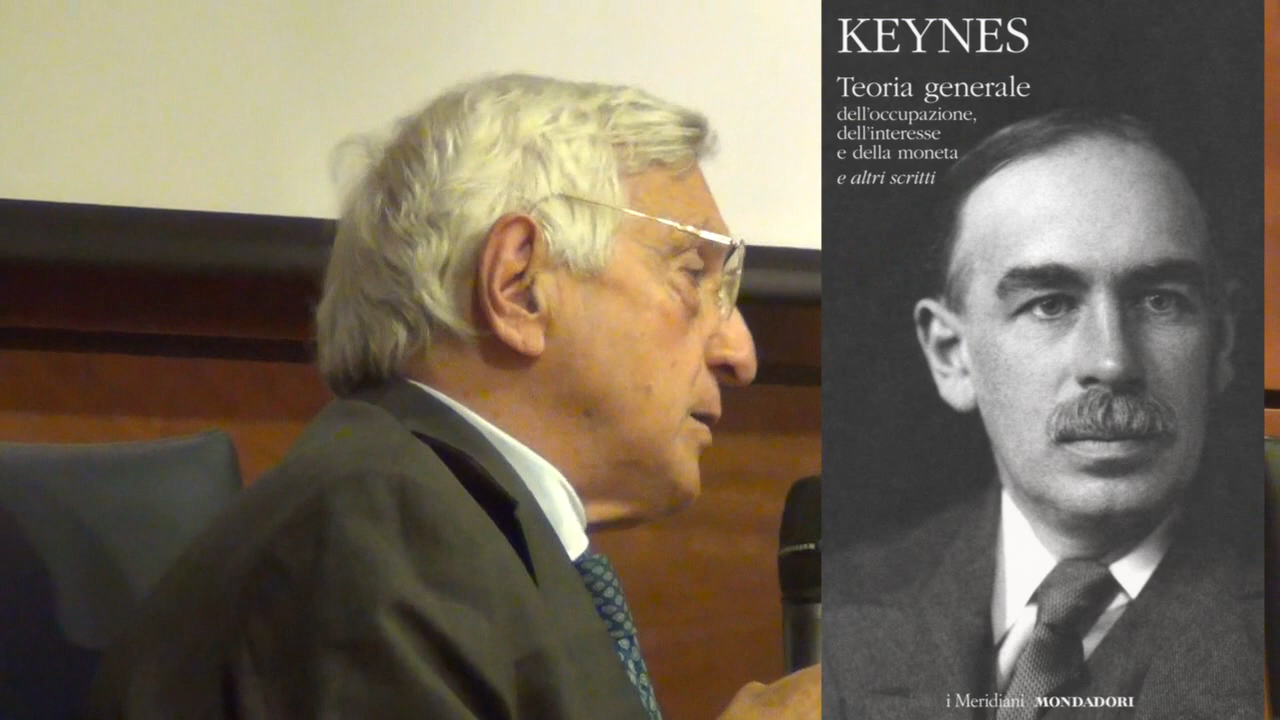 KEYNES
Teoria generale
dell'occupazione,
dell'interesse
e della moneta
e altri scritti
i Meridiani MONDADORI